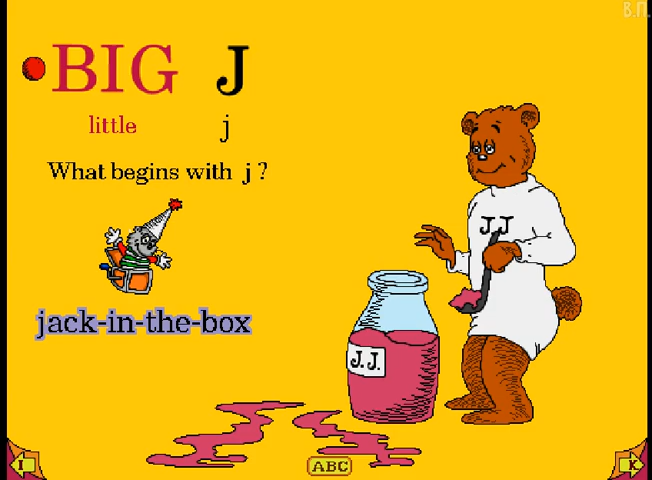 B.П.
BIG J
little j
What begins with j ?
JJ
jack-in-the-box
J.J.
I
ABC
K